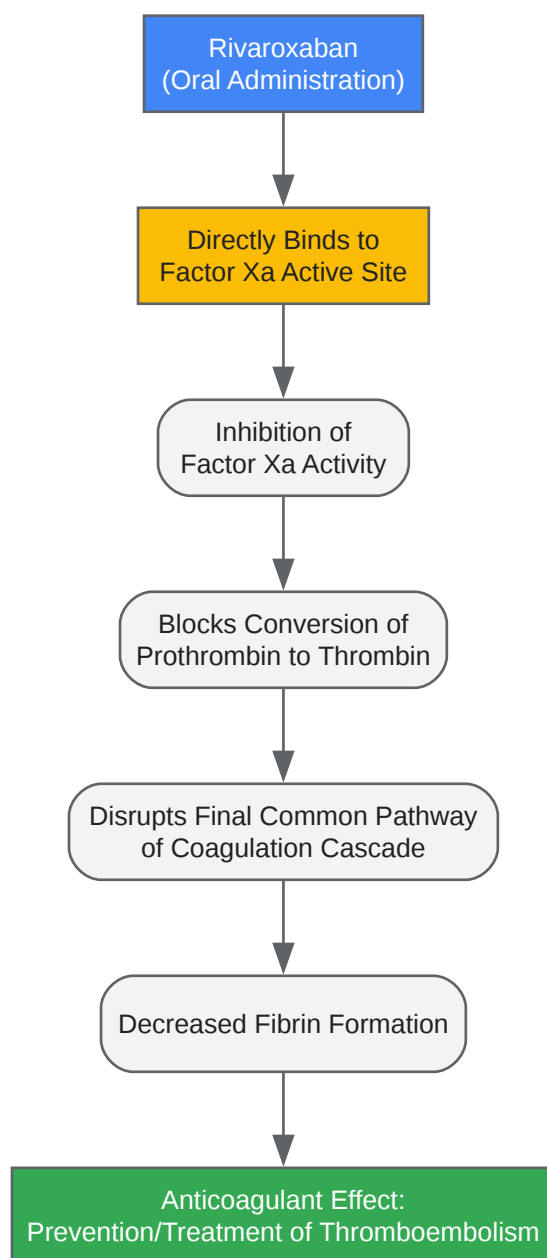 Rivaroxaban
(Oral Administration)
Directly Binds to
Factor Xa Active Site
Inhibition of
Factor Xa Activity
Blocks Conversion of
Prothrombin to Thrombin
Disrupts Final Common Pathway
of Coagulation Cascade
Decreased Fibrin Formation
Anticoagulant Effect:
Prevention/Treatment of Thromboembolism